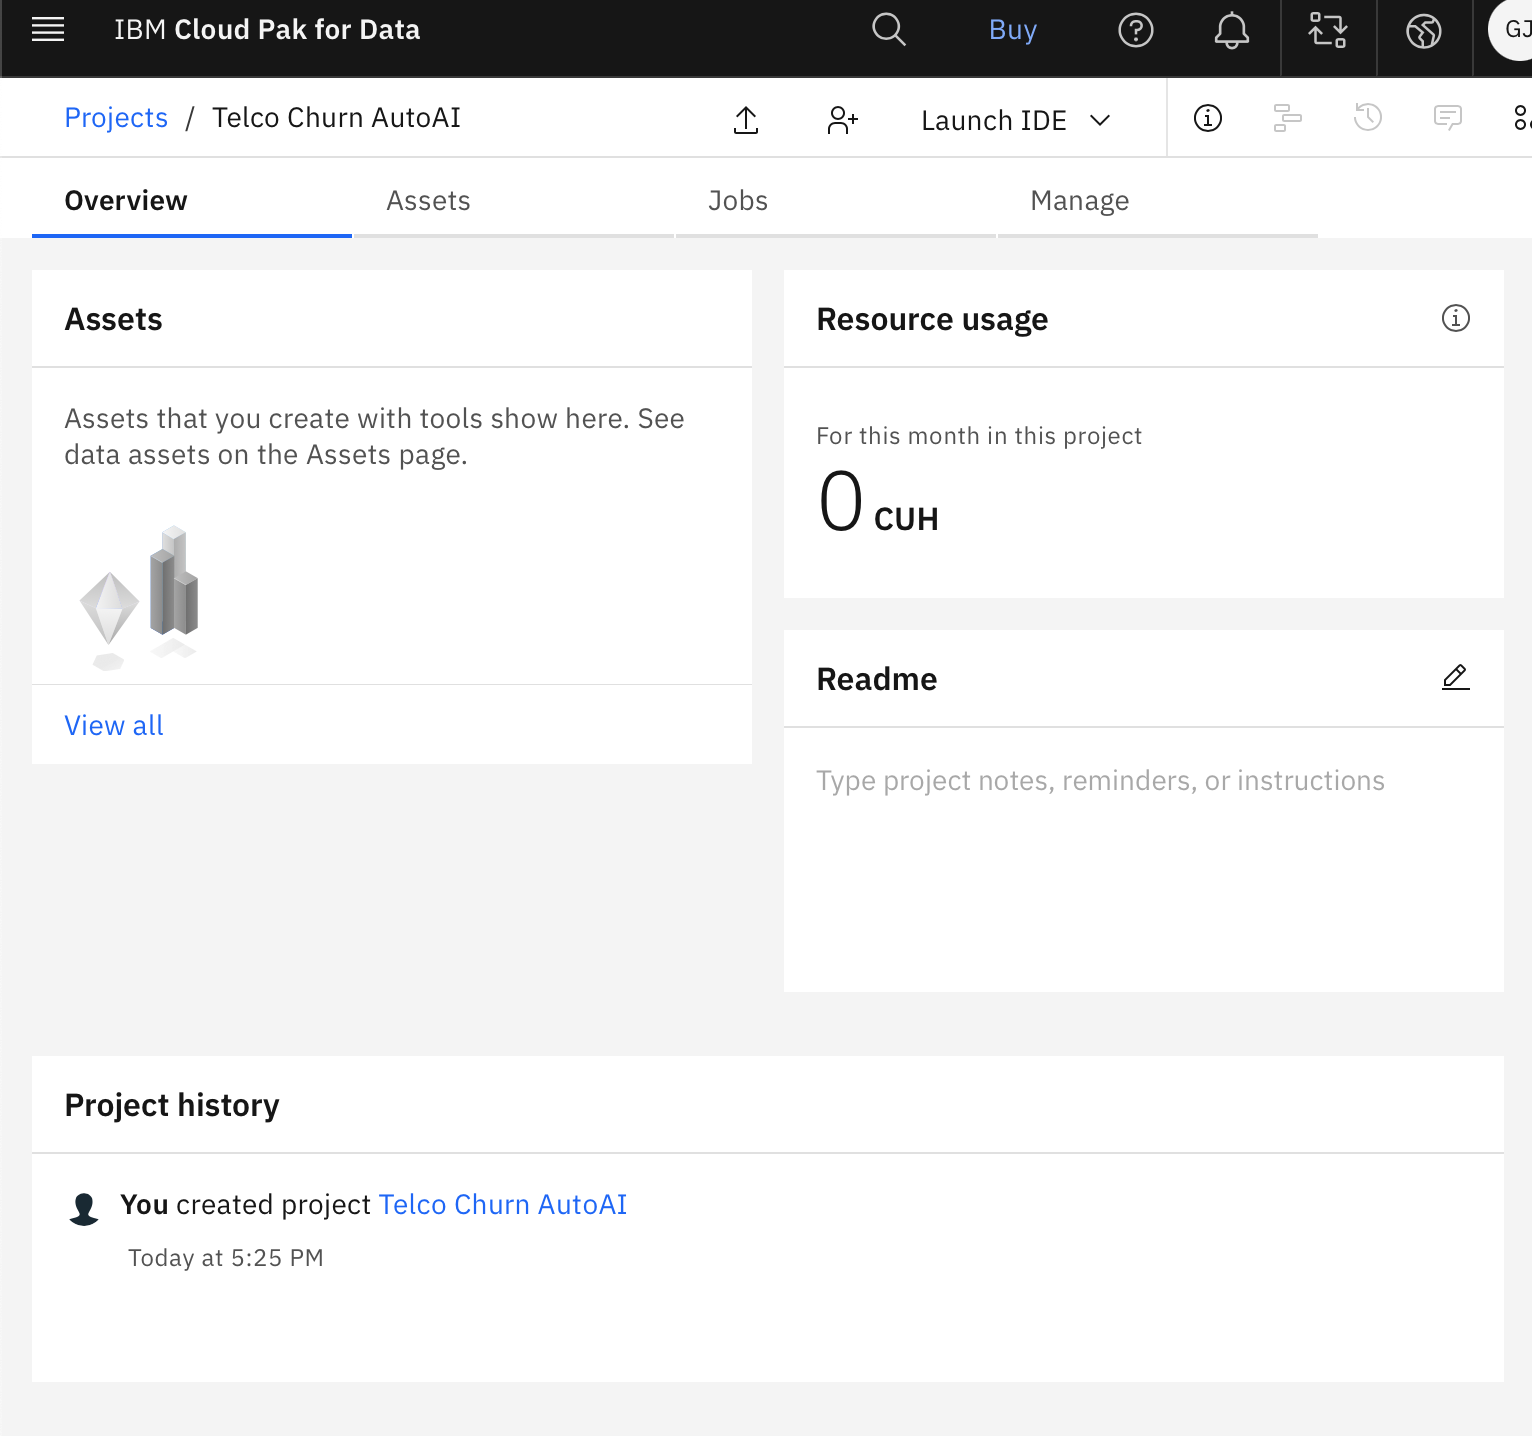 IBM Cloud Pak for Data
Buy
GJ
Projects / Telco Churn AutoAI
Launch IDE
Overview
Assets
Jobs
Manage
Assets
Assets that you create with tools show here. See
data assets on the Assets page.
View all
Resource usage
For this month in this project
0 CUH
Readme
Type project notes, reminders, or instructions
Project history
You created project Telco Churn AutoAI
Today at 5:25 PM